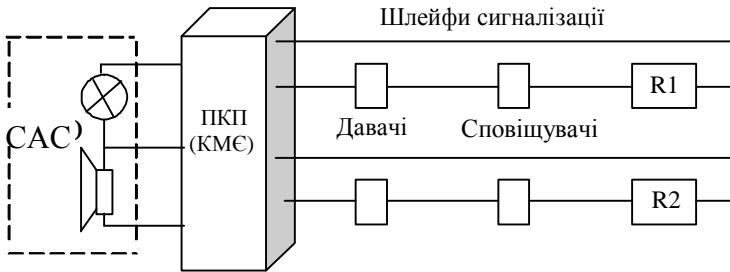 Шлейфи сигналізації
R1
ПКП
(КМЄ)
САС)
Давачі
Сповіщувачі
R2